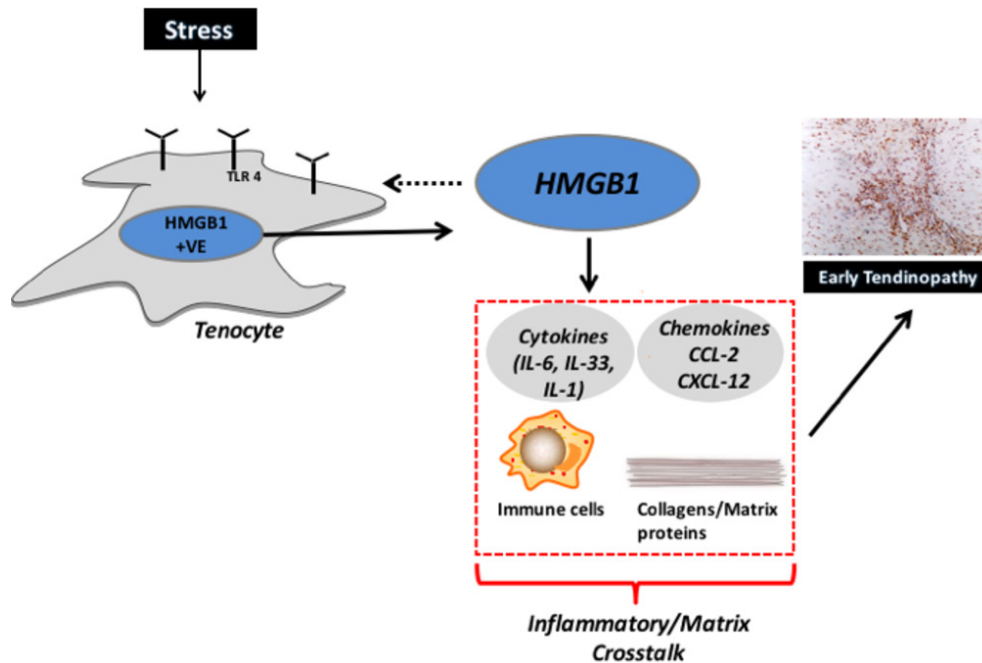 Stress
TLR 4
HMGB1
+VE
Tenocyte
HMGB1
Cytokines
(IL-6, IL-33,
IL-1)
Chemokines
CCL-2
CXCL-12
Immune cells
Collagens/Matrix
proteins
Inflammatory/Matrix
Crosstalk
Early Tendinopathy